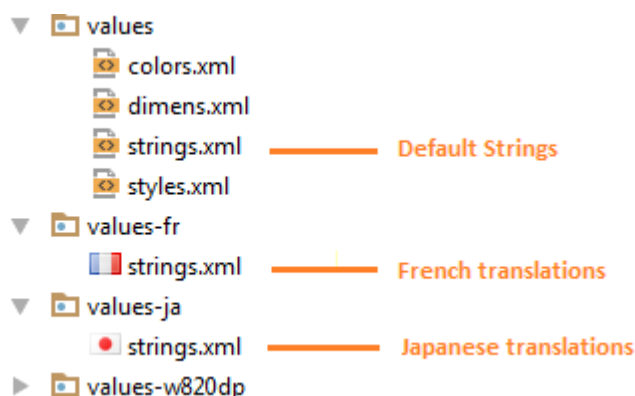 values
colors.xml
dimens.xml
strings.xml Default Strings
styles.xml
values-fr
strings.xml French translations
values-ja
strings.xml Japanese translations
values-w820dp